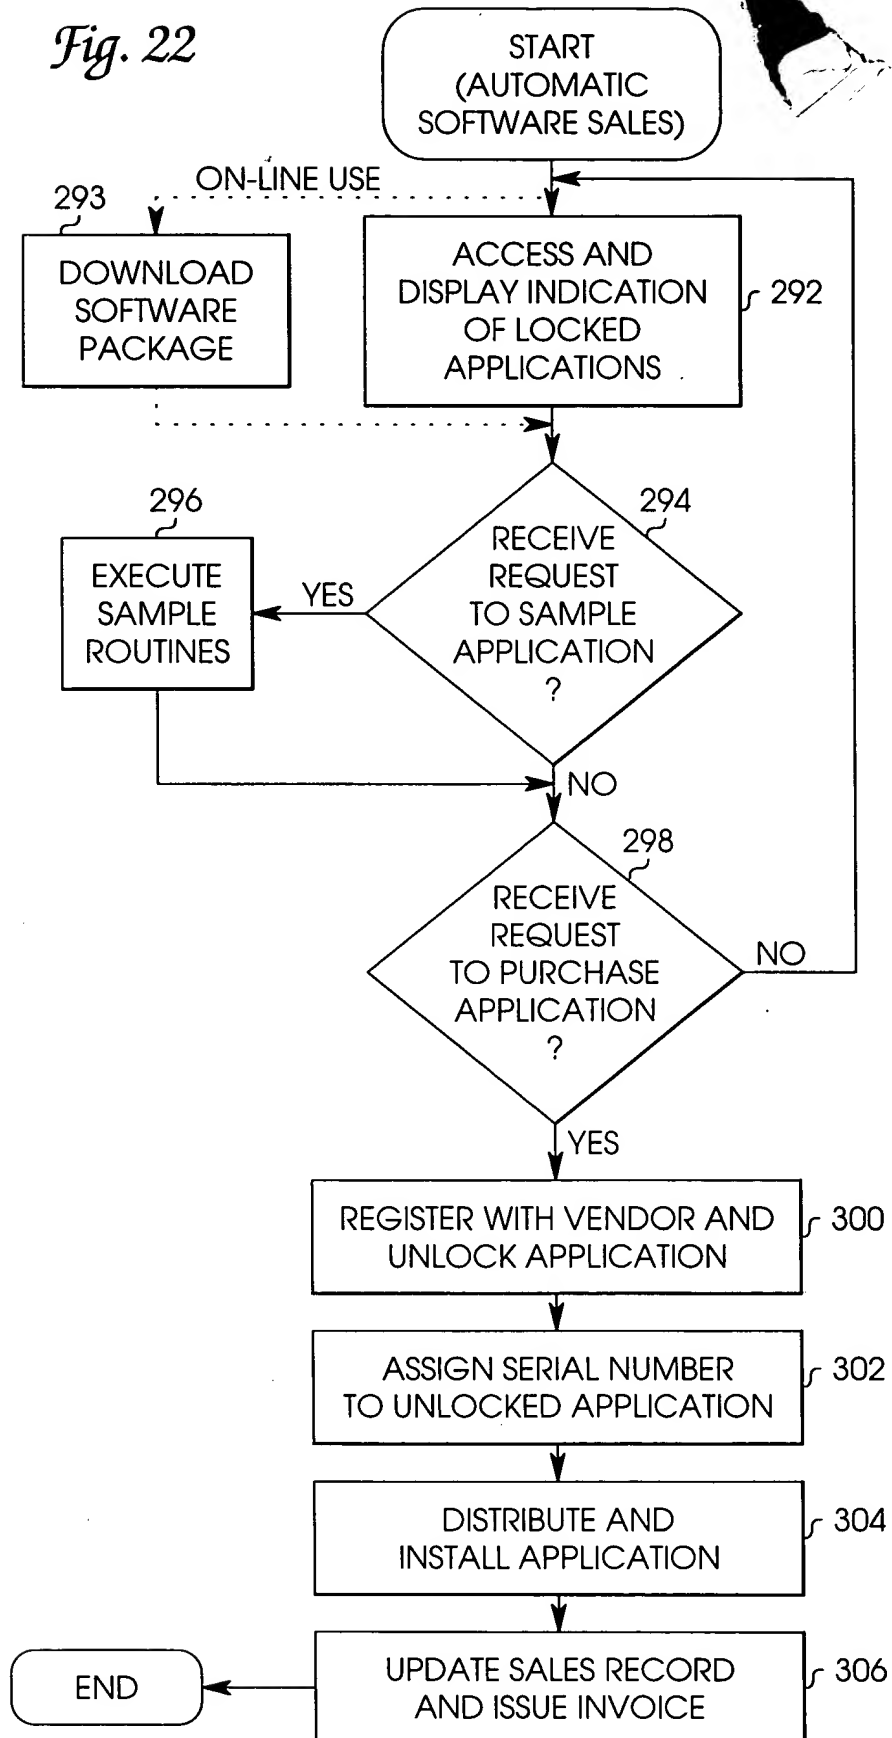 Fig. 22
START
(AUTOMATIC
SOFTWARE SALES)
ON-LINE USE
293
DOWNLOAD
SOFTWARE
PACKAGE
ACCESS AND
DISPLAY INDICATION
OF LOCKED
APPLICATIONS
292
296
EXECUTE
SAMPLE
ROUTINES
YES
294
RECEIVE
REQUEST
TO SAMPLE
APPLICATION
?
NO
298
RECEIVE
REQUEST
TO PURCHASE
APPLICATION
?
NO
YES
REGISTER WITH VENDOR AND
UNLOCK APPLICATION
300
ASSIGN SERIAL NUMBER
TO UNLOCKED APPLICATION
302
DISTRIBUTE AND
INSTALL APPLICATION
304
UPDATE SALES RECORD
AND ISSUE INVOICE
306
END